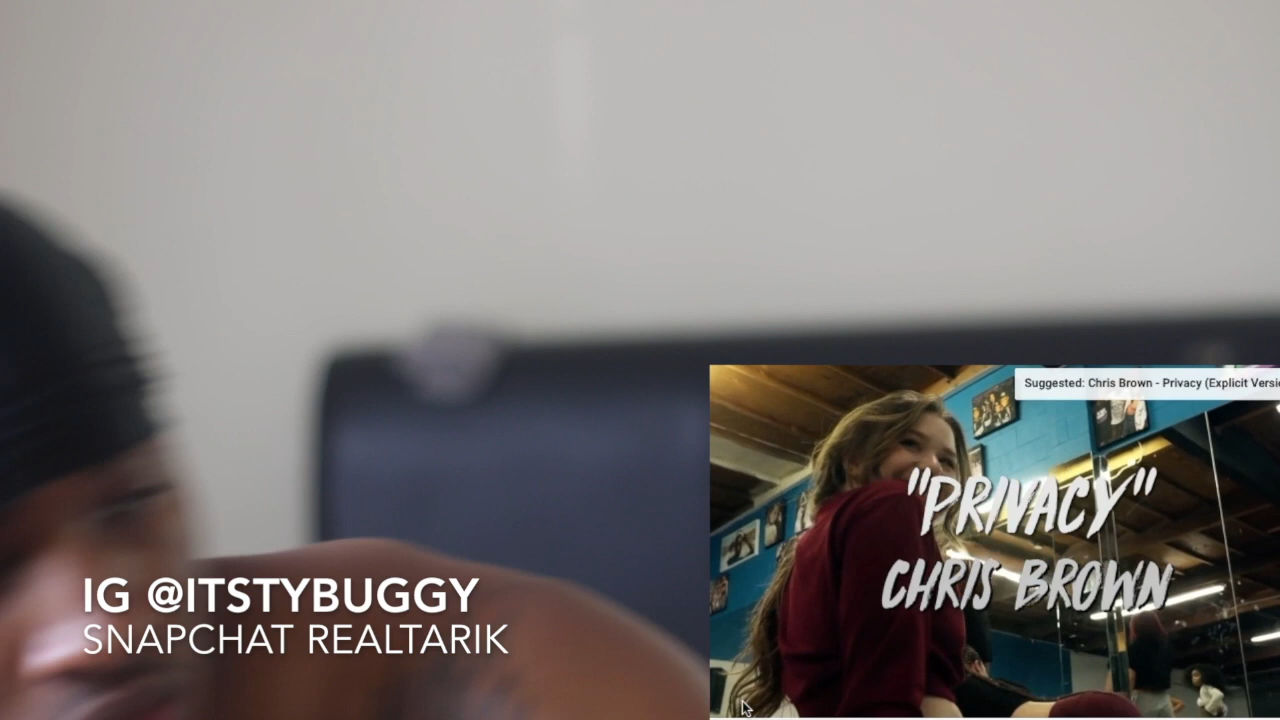 Suggested: Chris Brown - Privacy (Explicit Versi
"PRIVACY"
CHRIS BROWN
IG @ITSTYBUGGY
SNAPCHAT REALTARIK